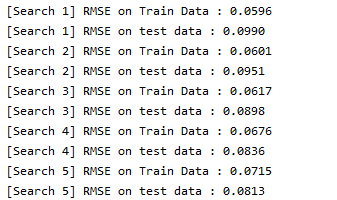 [Search 1] RMSE on Train Data : 0.0596
[Search 1] RMSE on test data : 0.0990
[Search 2] RMSE on Train Data : 0.0601
[Search 2] RMSE on test data : 0.0951
[Search 3] RMSE on Train Data : 0.0617
[Search 3] RMSE on test data : 0.0898
[Search 4] RMSE on Train Data : 0.0676
[Search 4] RMSE on test data : 0.0836
[Search 5] RMSE on Train Data : 0.0715
[Search 5] RMSE on test data : 0.0813